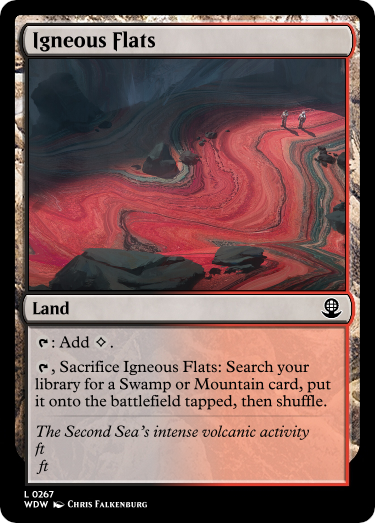 Igneous Flats
Land
: Add .
, Sacrifice Igneous Flats: Search your
library for a Swamp or Mountain card, put
it onto the battlefield tapped, then shuffle.
The Second Sea's intense volcanic activity
ft
ft
L 0267
WDW Chris Falkenburg